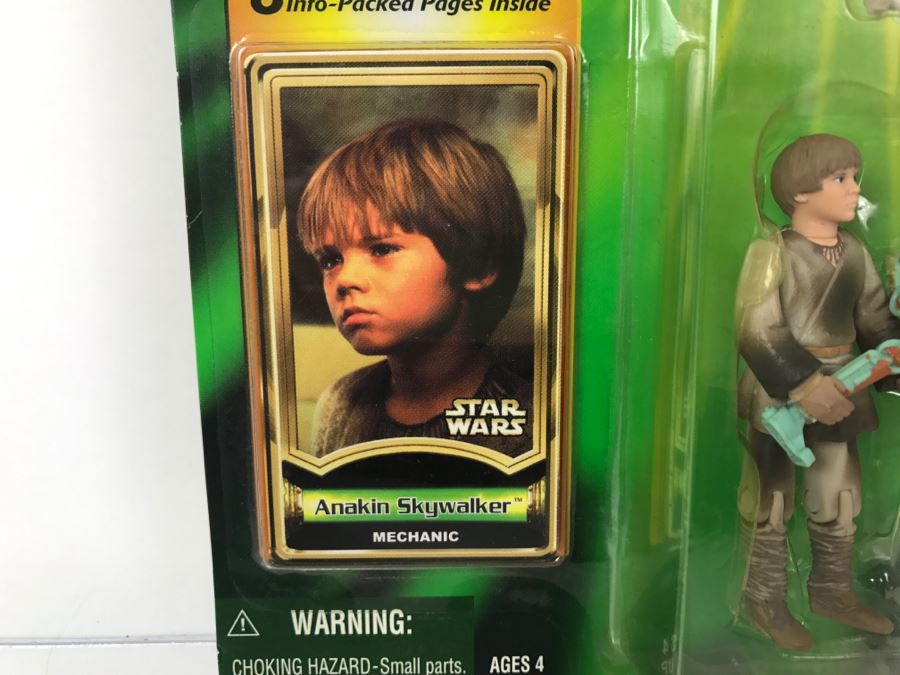 Info-Packed Pages Inside
STAR
WARS
Anakin Skywalker™
MECHANIC
WARNING:
CHOKING HAZARD-Small parts.
AGES 4